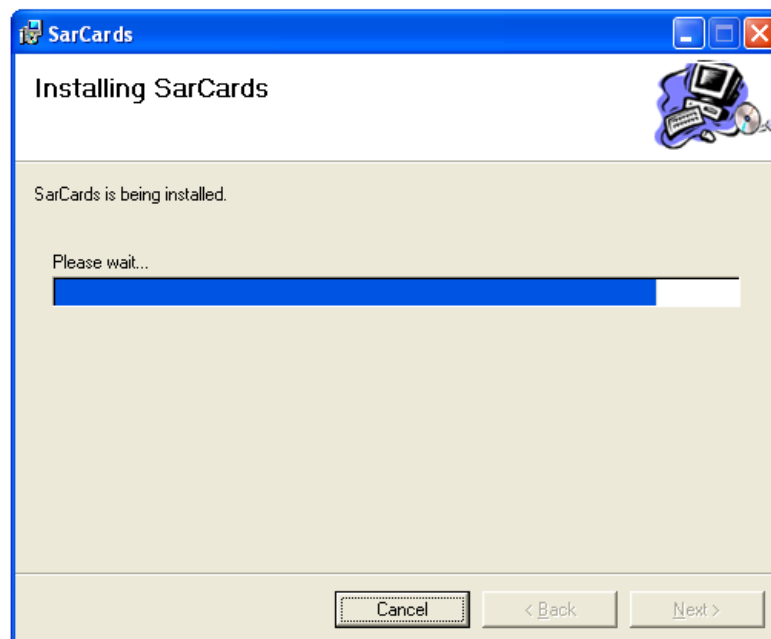 SarCards
Installing SarCards
SarCards is being installed.
Please wait...
Cancel
< Back
Next >